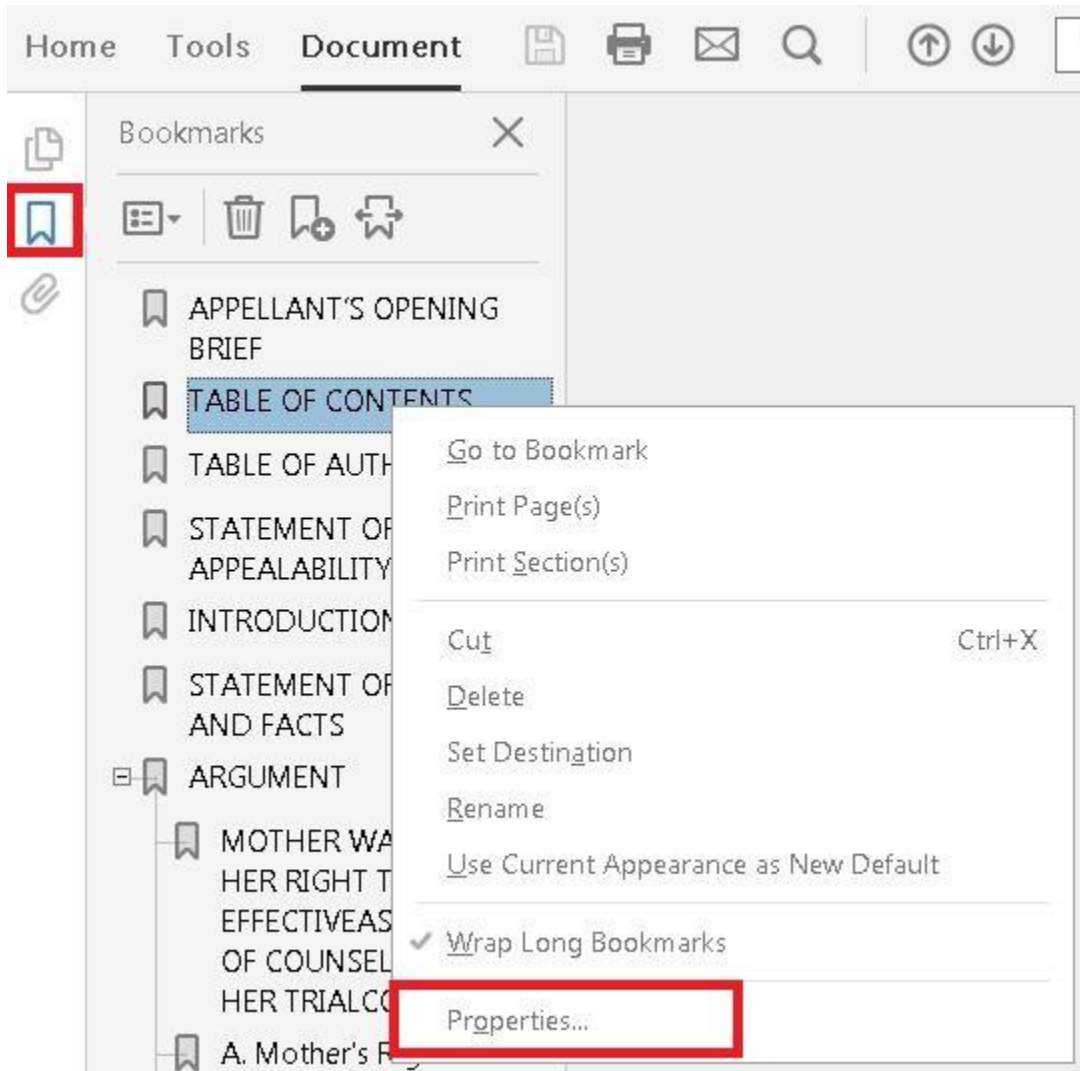 Home Tools Document
Bookmarks
APPELLANT'S OPENING
BRIEF
TABLE OF CONTENTS
TABLE OF AUTH
STATEMENT OF
APPEALABILITY
INTRODUCTION
STATEMENT OF
AND FACTS
ARGUMENT
MOTHER WA
HER RIGHT T
EFFECTIVEAS
OF COUNSEL
HER TRIALCO
A. Mother's R
Go to Bookmark
Print Page(s)
Print Section(s)
Cut Ctrl+X
Delete
Set Destination
Rename
Use Current Appearance as New Default
Wrap Long Bookmarks
Properties...